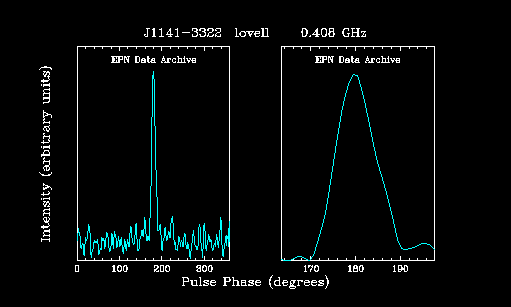 J1141-3322 lovell 0.408 GHz
EPN Data Archive EPN Data Archive
Intensity (arbitrary units)
0 100 200 300 170 180 190
Pulse Phase (degrees)